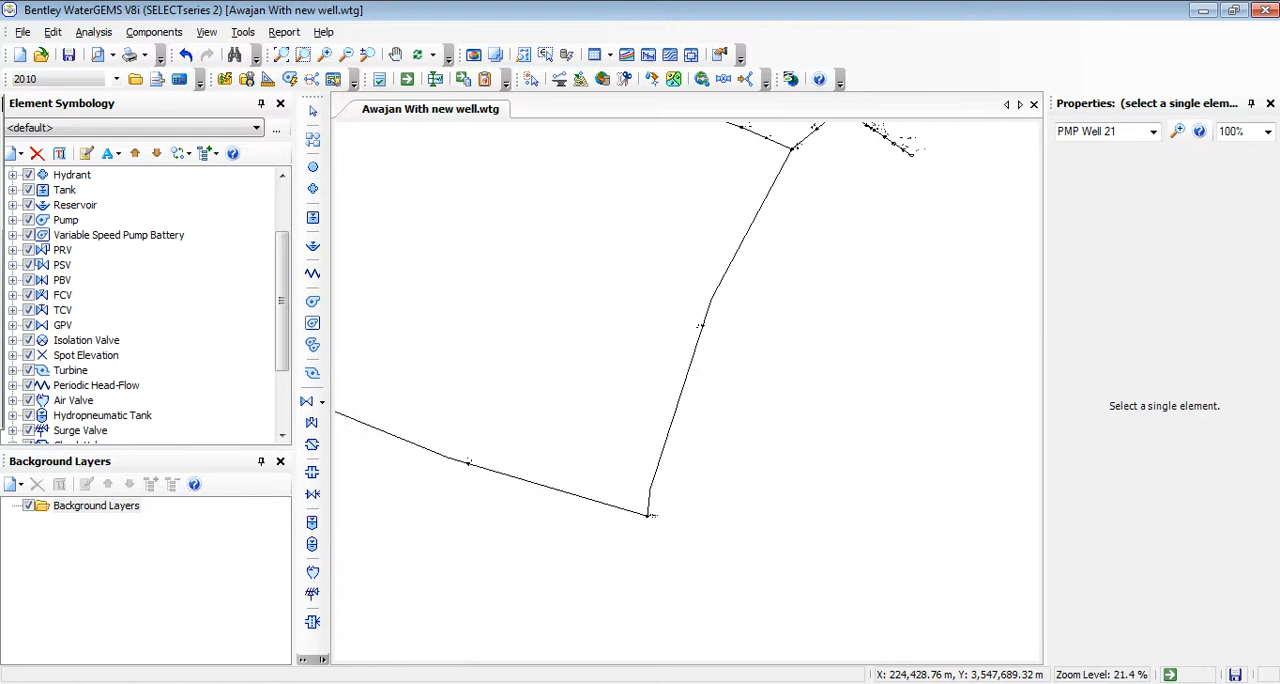 Bentley WaterGEMS V8i (SELECTseries 2) [Awajan With new well.wtg]
File Edit Analysis Components View Tools Report Help
2010
Element Symbology
<default>
...
Hydrant
Tank
Reservoir
Pump
Variable Speed Pump Battery
PRV
PSV
PBV
FCV
TCV
GPV
Isolation Valve
Spot Elevation
Turbine
Periodic Head-Flow
Air Valve
Hydropneumatic Tank
Surge Valve
Background Layers
Background Layers
Awajan With new well.wtg
Properties: (select a single elem...
PMP Well 21
100%
Select a single element.
X: 224,428.76 m, Y: 3,547,689.32 m
Zoom Level: 21.4 %